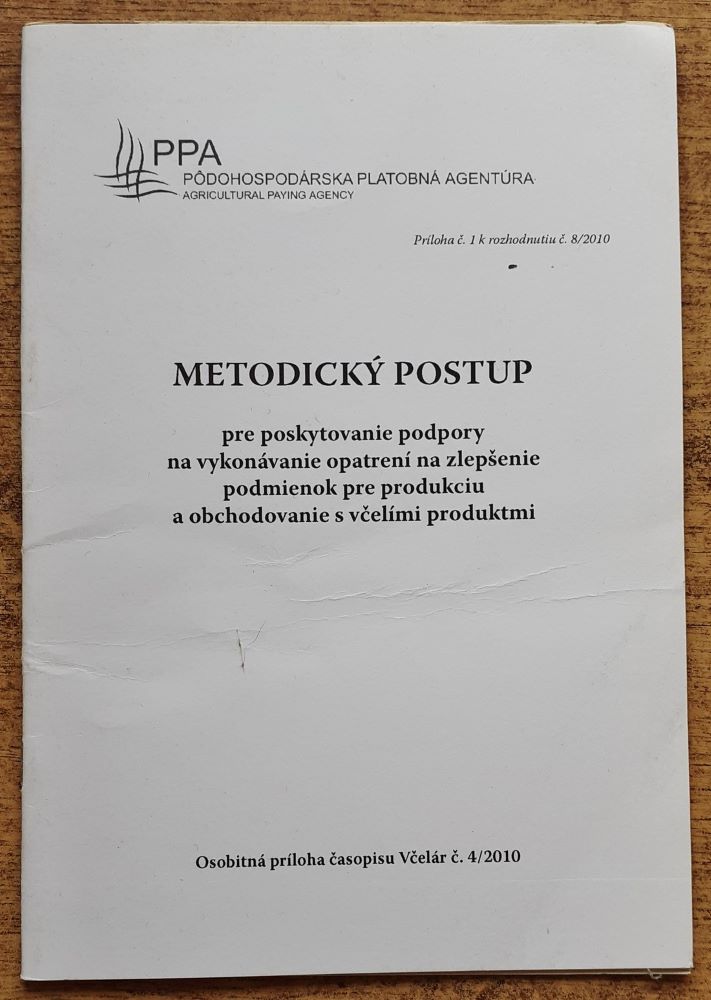 PPA
PÔDOHOSPODÁRSKA PLATOBNÁ AGENTÚRA
AGRICULTURAL PAYING AGENCY
Príloha č. 1 k rozhodnutiu č. 8/2010
METODICKÝ POSTUP
pre poskytovanie podpory
na vykonávanie opatrení na zlepšenie
podmienok pre produkciu
a obchodovanie s včelími produktmi
Osobitná príloha časopisu Včelár č. 4/2010